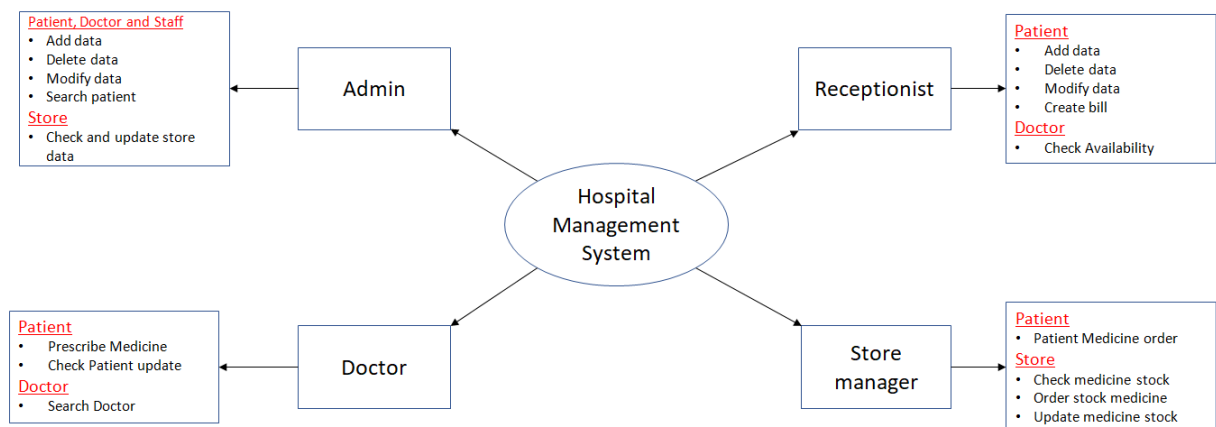 Patient, Doctor and Staff
• Add data
• Delete data
• Modify data
• Search patient
Store
• Check and update store
data
Admin
Receptionist
Patient
• Add data
• Delete data
• Modify data
• Create bill
Doctor
• Check Availability
Hospital
Management
System
Patient
• Prescribe Medicine
• Check Patient update
Doctor
• Search Doctor
Doctor
Store
manager
Patient
• Patient Medicine order
Store
• Check medicine stock
• Order stock medicine
• Update medicine stock